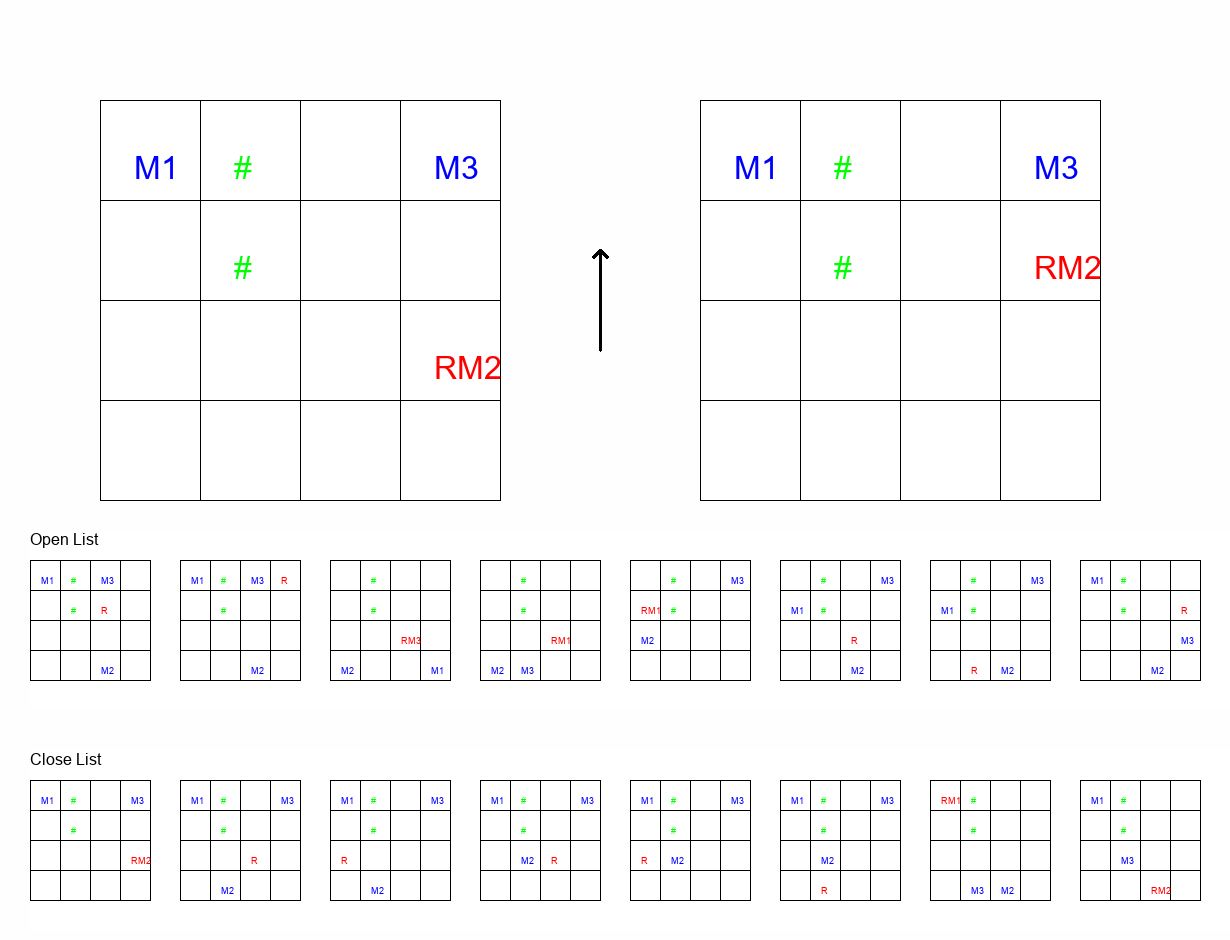 M1 # M3 M1 # M3
# # RM2
RM2
Open List
M1 # M3 M1 # M3 R # # # M3 # M3 # M3 M1 #
# R # # # RM1 # M1 # M1 # # R
RM3 RM1 M2 R M3
M2 M2 M2 M1 M2 M3 M2 R M2 M2
Close List
M1 # M3 M1 # M3 M1 # M3 M1 # M3 M1 # M3 M1 # M3 RM1 # M1 #
# # # # # # # #
RM2 R R M2 R R M2 M2 M3
M2 M2 R M3 M2 RM2